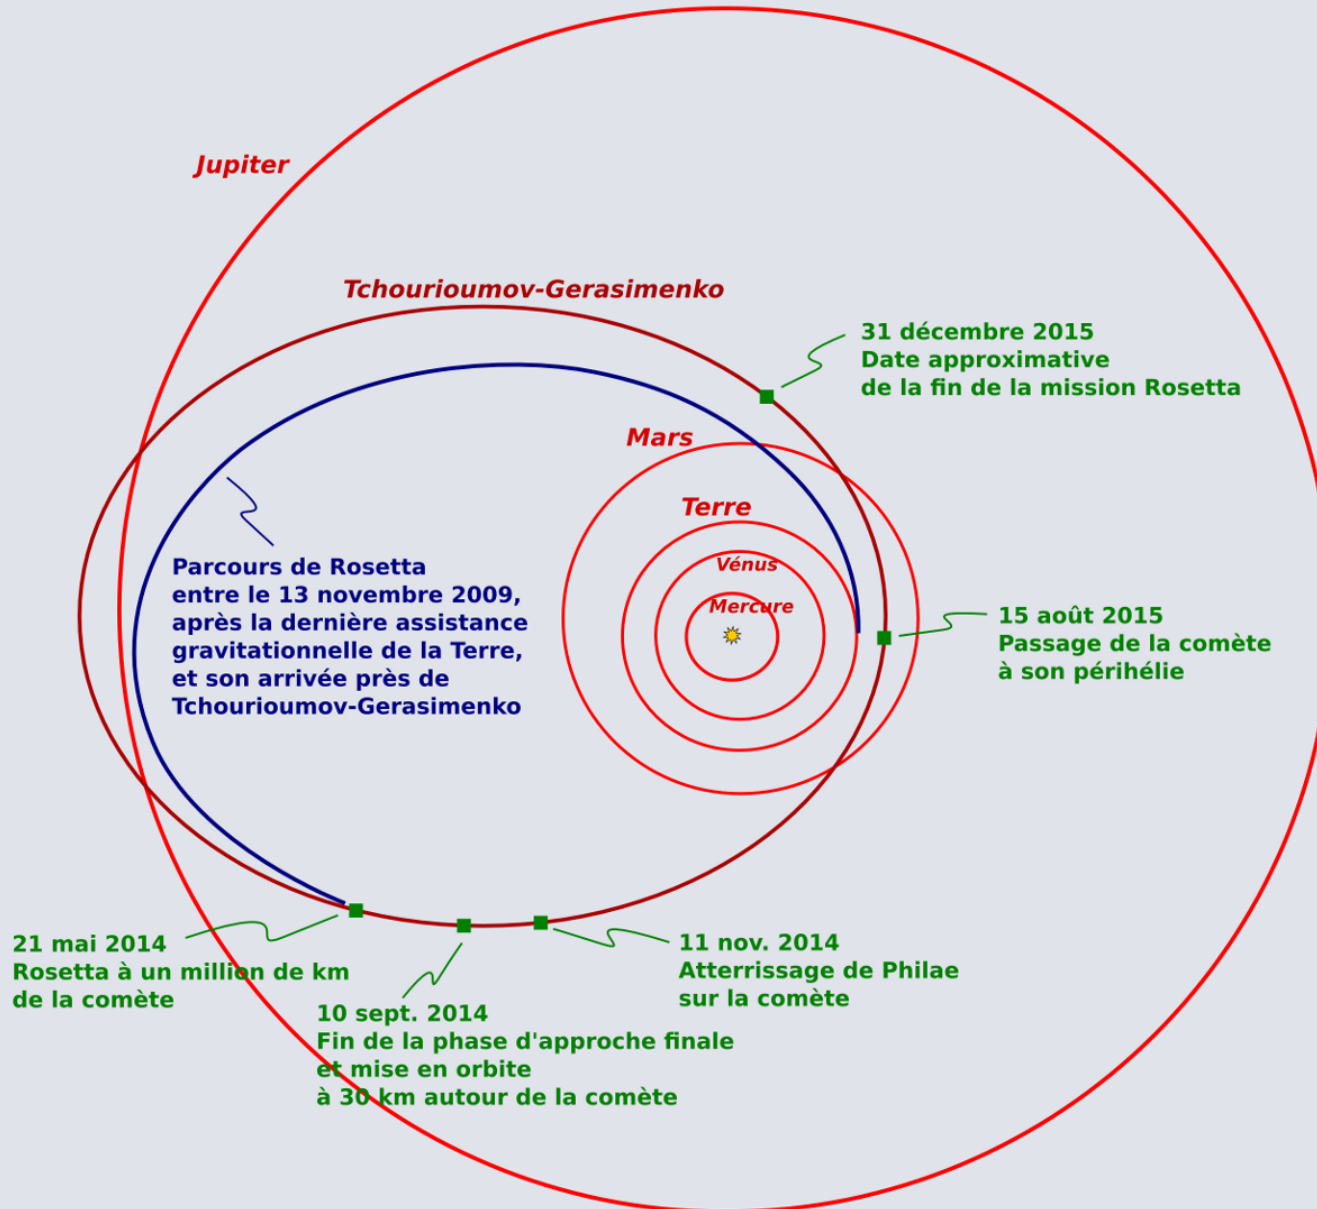 Jupiter
Tchourioumov-Gerasimenko
31 décembre 2015
Date approximative
de la fin de la mission Rosetta
Mars
Terre
Vénus
Mercure
Parcours de Rosetta
entre le 13 novembre 2009,
après la dernière assistance
gravitationnelle de la Terre,
et son arrivée près de
Tchourioumov-Gerasimenko
15 août 2015
Passage de la comète
à son périhélie
21 mai 2014
Rosetta à un million de km
de la comète
11 nov. 2014
Atterrissage de Philae
sur la comète
10 sept. 2014
Fin de la phase d'approche finale
et mise en orbite
à 30 km autour de la comète